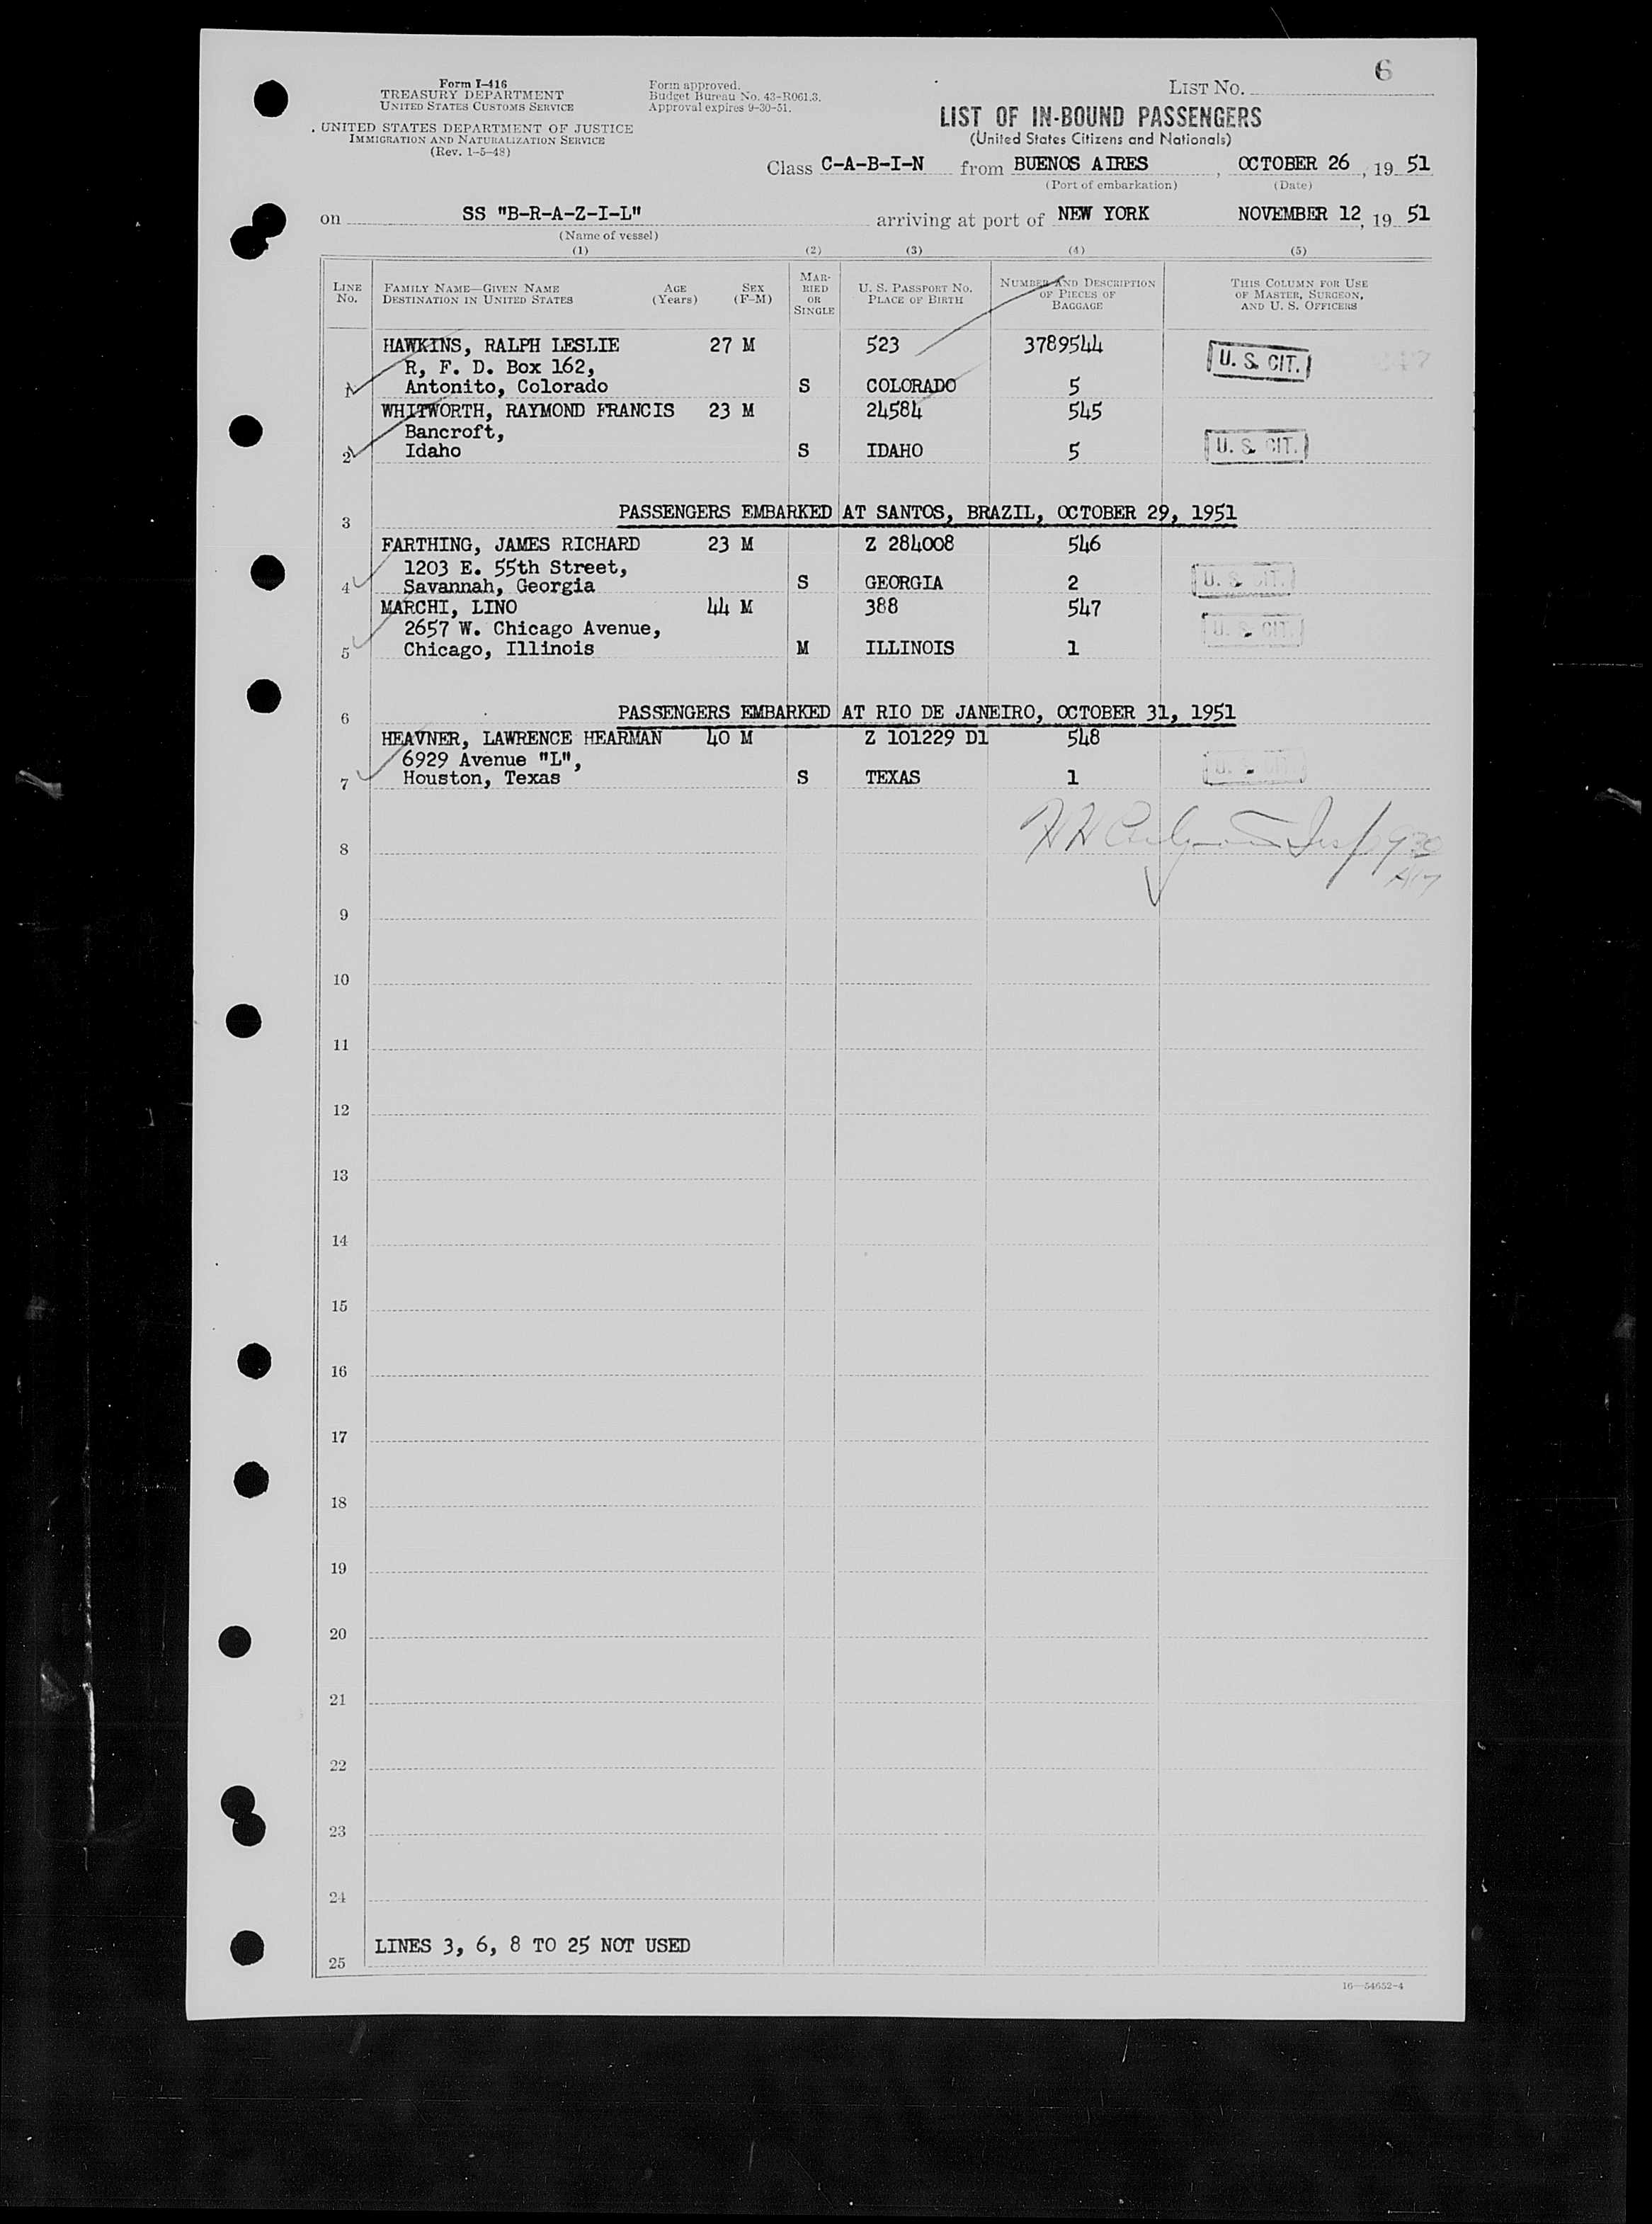 6
Form I-416
TREASURY DEPARTMENT
UNITED STATES CUSTOMS SERVICE
UNITED STATES DEPARTMENT OF JUSTICE
IMMIGRATION AND NATURALIZATION SERVICE
(Rev. 1-5-48)
Form approved.
Budget Bureau No. 43-R061.3.
Approval expires 9-30-51.
LIST NO.
LIST OF IN-BOUND PASSENGERS
(United States Citizens and Nationals)
Class C-A-B-I-N from BUENOS AIRES , OCTOBER 26 , 19 51
(Port of embarkation) (Date)
on SS "B-R-A-Z-I-L" arriving at port of NEW YORK NOVEMBER 12, 19 51
(Name of vessel)
(1) (2) (3) (4) (5)
LINE No. FAMILY NAME—GIVEN NAME DESTINATION IN UNITED STATES AGE (Years) SEX (F-M) MARRIED OR SINGLE U. S. PASSPORT NO. PLACE OF BIRTH NUMBER AND DESCRIPTION OF PIECES OF BAGGAGE THIS COLUMN FOR USE OF MASTER, SURGEON, AND U. S. OFFICERS
HAWKINS, RALPH LESLIE 27 M 523 3789544 U. S. CIT.
R, F. D. Box 162,
1 Antonito, Colorado S COLORADO 5
WHITWORTH, RAYMOND FRANCIS 23 M 24584 545
Bancroft, U. S. CIT.
2 Idaho S IDAHO 5
3 PASSENGERS EMBARKED AT SANTOS, BRAZIL, OCTOBER 29, 1951
FARTHING, JAMES RICHARD 23 M Z 284008 546
1203 E. 55th Street,
4 Savannah, Georgia S GEORGIA 2 U. S. CIT.
MARCHI, LINO 44 M 388 547
2657 W. Chicago Avenue, U. S. CIT.
5 Chicago, Illinois M ILLINOIS 1
6 PASSENGERS EMBARKED AT RIO DE JANEIRO, OCTOBER 31, 1951
HEAVNER, LAWRENCE HEARMAN 40 M Z 101229 D1 548
6929 Avenue "L",
7 Houston, Texas S TEXAS 1 U. S. CIT.
8
9
10
11
12
13
14
15
16
17
18
19
20
21
22
23
24
LINES 3, 6, 8 TO 25 NOT USED
25
16—54652-4